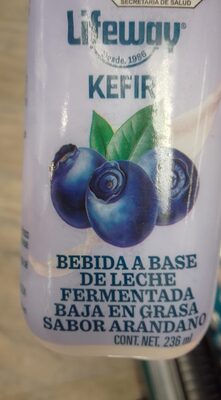 SECRETARÍA DE SALUD
Lifeway®
Desde. 1986
KEFIR
BEBIDA A BASE
DE LECHE
FERMENTADA
BAJA EN GRASA
SABOR ARANDANO
CONT. NET. 236 ml